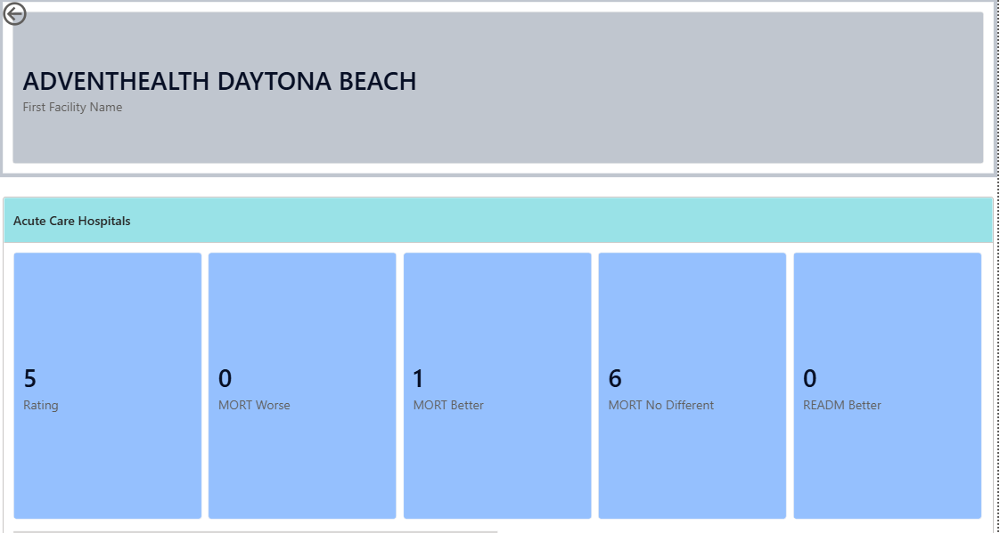 ADVENTHEALTH DAYTONA BEACH
First Facility Name
Acute Care Hospitals
5
Rating
0
MORT Worse
1
MORT Better
6
MORT No Different
0
READM Better